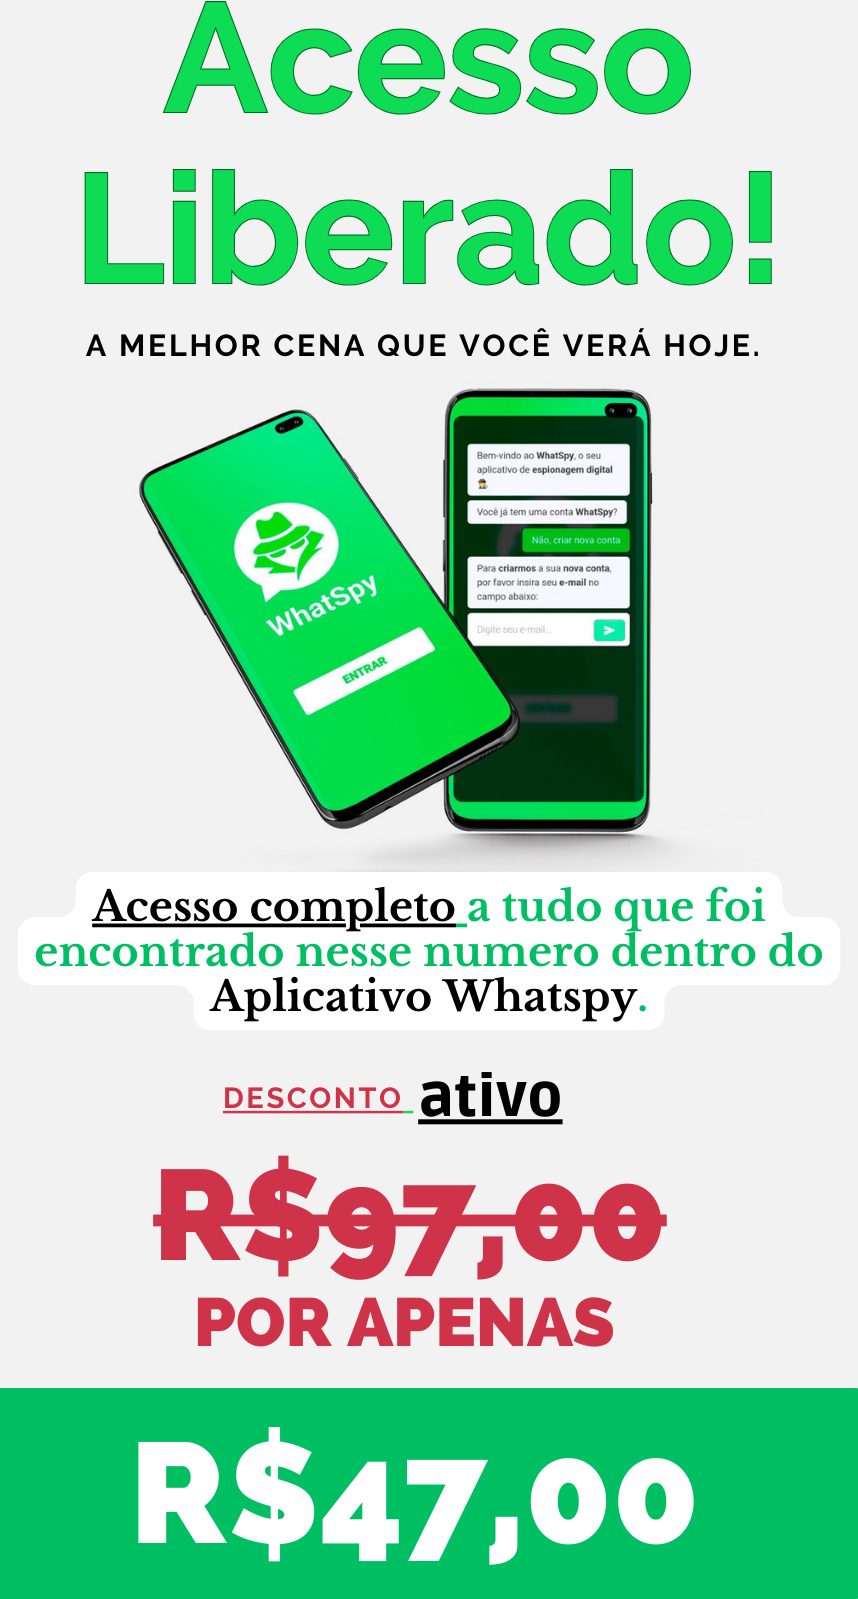 Acesso
Liberado!
A MELHOR CENA QUE VOCÊ VERÁ HOJE.
WhatSpy
ENTRAR
Bem-vindo ao WhatSpy, o seu
aplicativo de espionagem digital
Você já tem uma conta WhatSpy?
Não, criar nova conta
Para criarmos a sua nova conta,
por favor insira seu e-mail no
campo abaixo:
Digite seu e-mail...
Acesso completo a tudo que foi
encontrado nesse numero dentro do
Aplicativo Whatspy.
DESCONTO ativo
R$97,00
POR APENAS
R$47,00